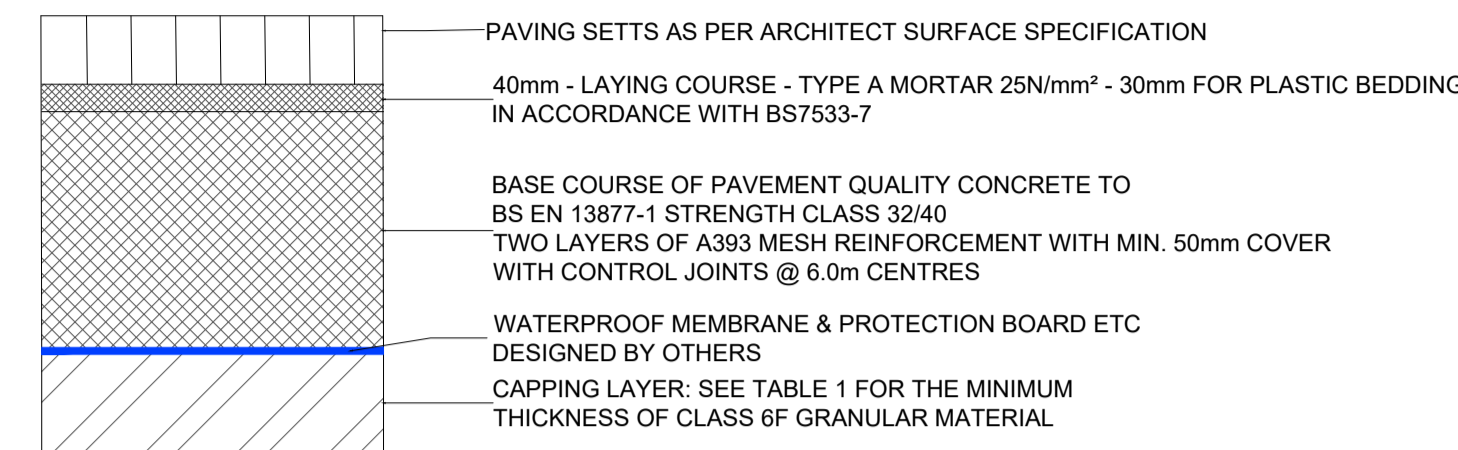 PAVING SETTS AS PER ARCHITECT SURFACE SPECIFICATION
40mm - LAYING COURSE - TYPE A MORTAR 25N/mm² - 30mm FOR PLASTIC BEDDING
IN ACCORDANCE WITH BS7533-7
BASE COURSE OF PAVEMENT QUALITY CONCRETE TO
BS EN 13877-1 STRENGTH CLASS 32/40
TWO LAYERS OF A393 MESH REINFORCEMENT WITH MIN. 50mm COVER
WITH CONTROL JOINTS @ 6.0m CENTRES
WATERPROOF MEMBRANE & PROTECTION BOARD ETC
DESIGNED BY OTHERS
CAPPING LAYER: SEE TABLE 1 FOR THE MINIMUM
THICKNESS OF CLASS 6F GRANULAR MATERIAL